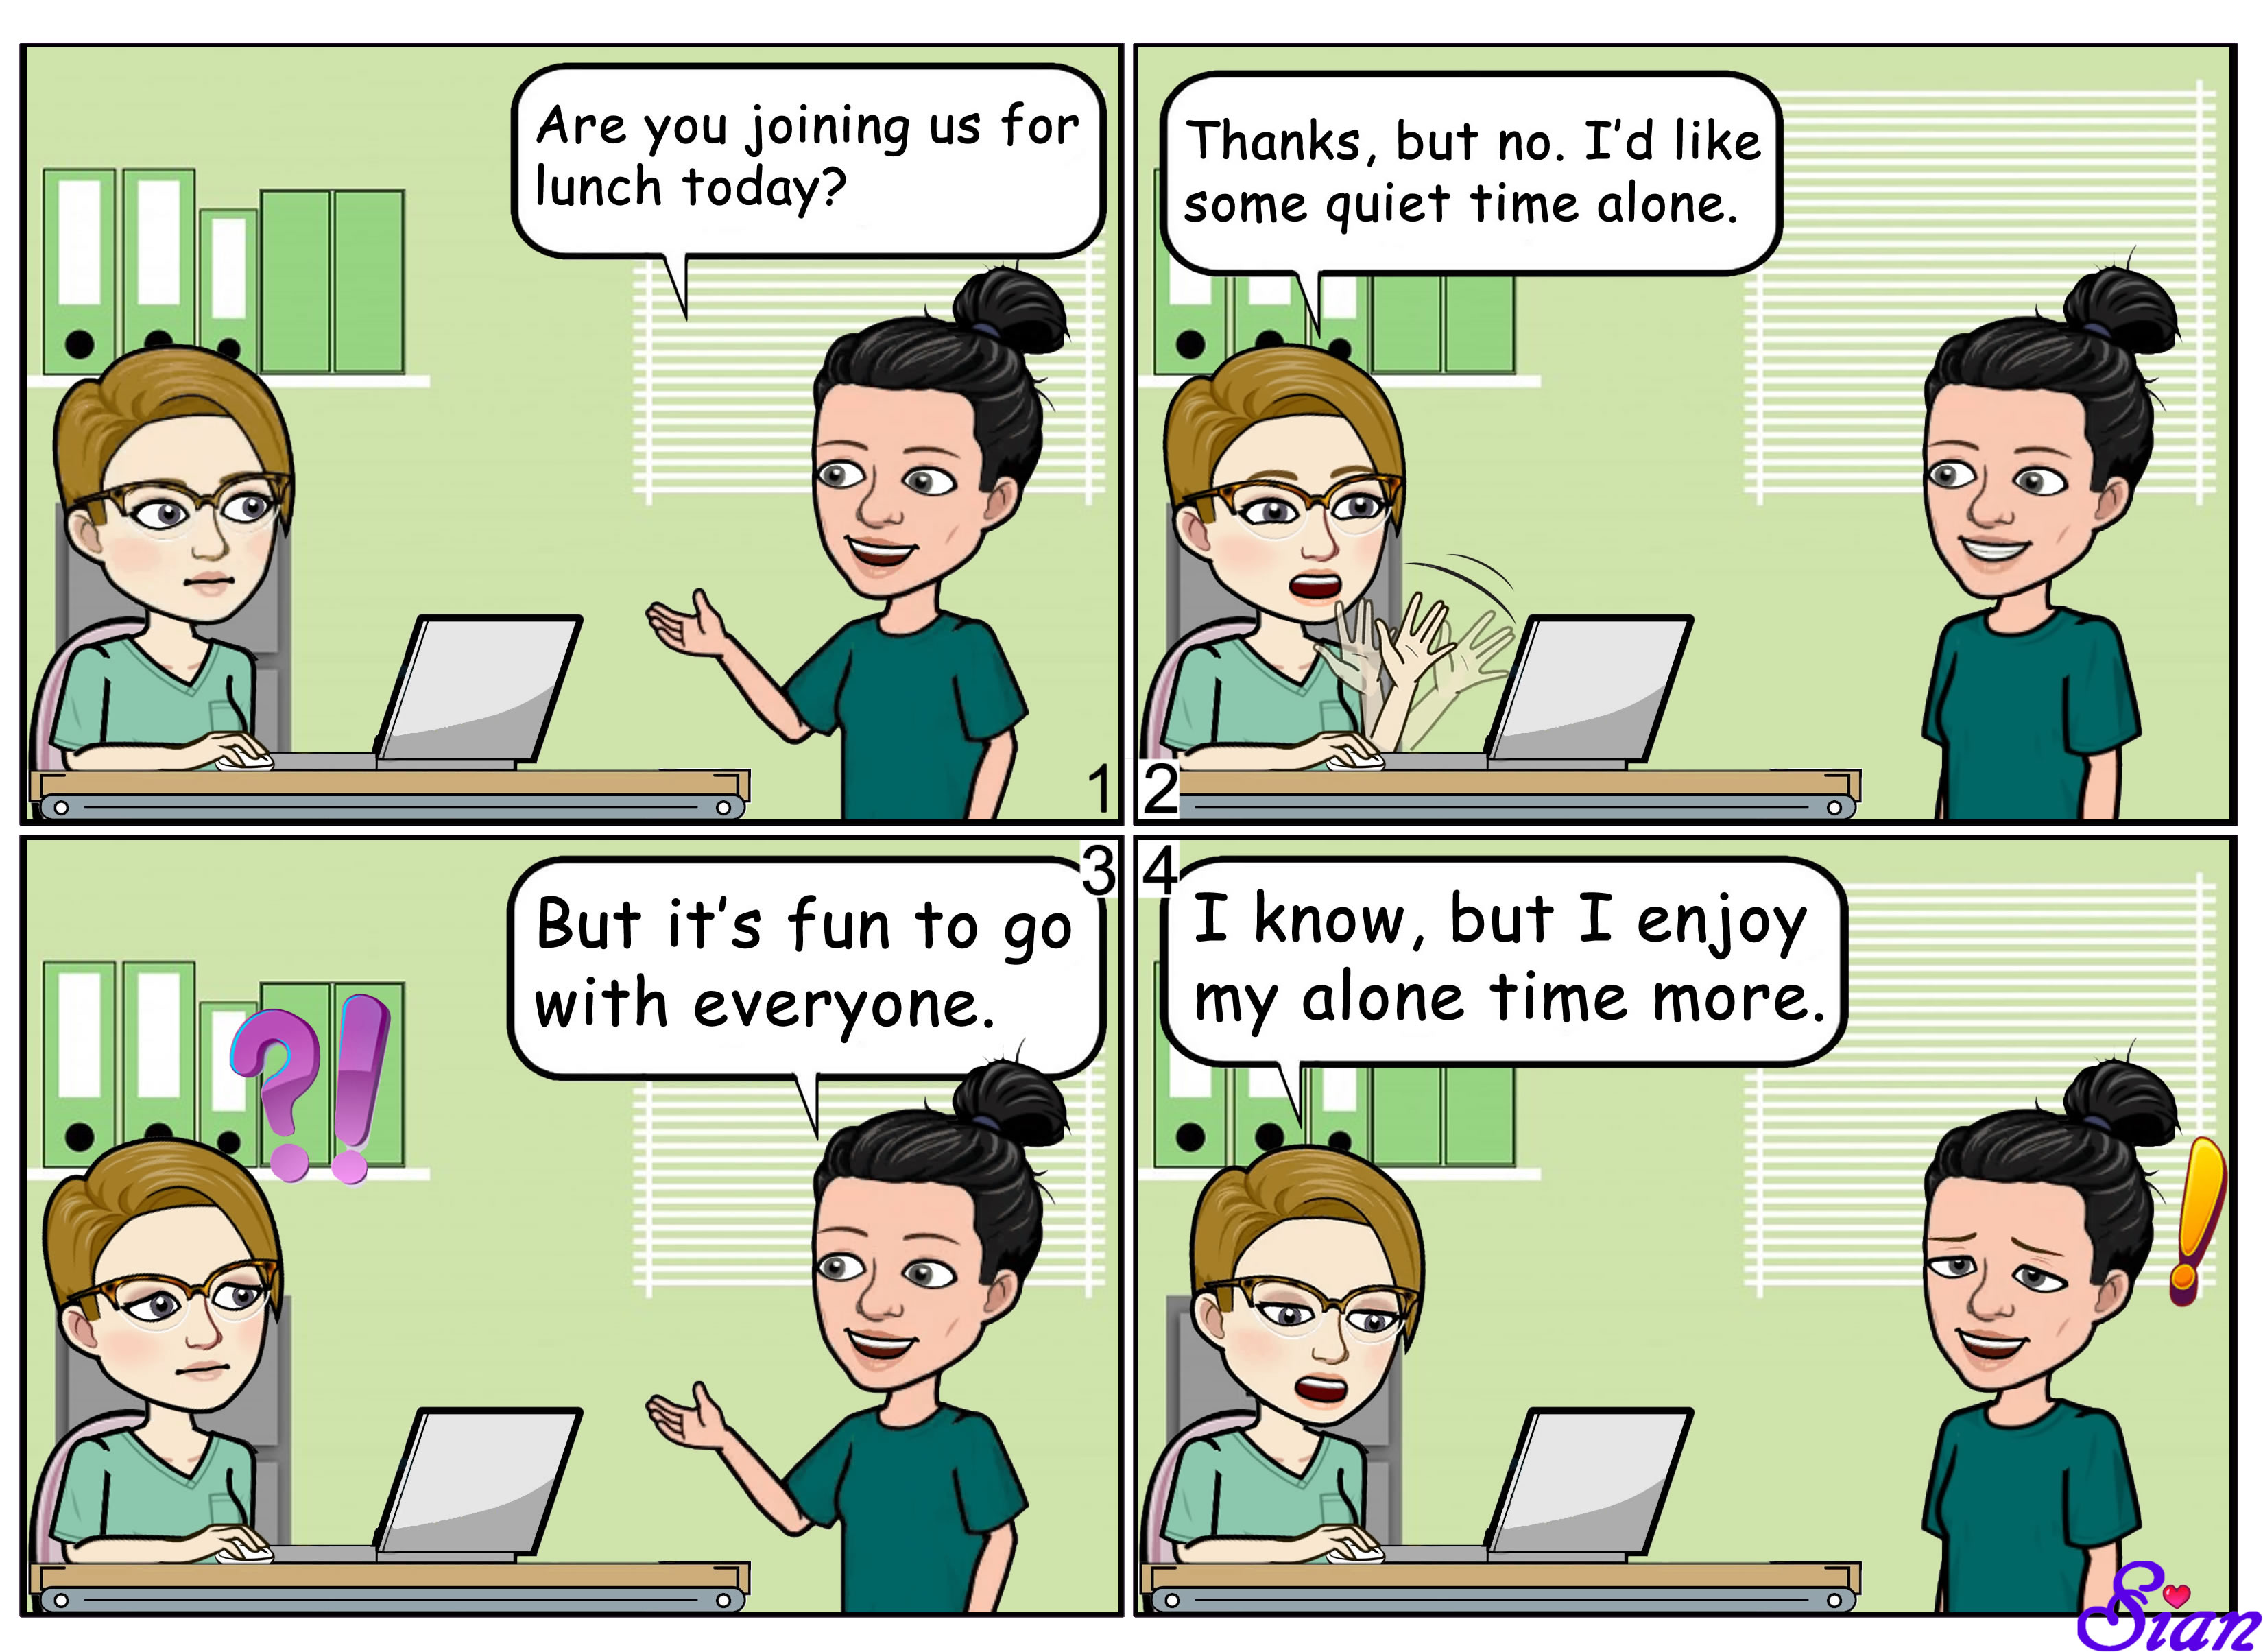 Are you joining us for
lunch today?
1
Thanks, but no. I'd like
some quiet time alone.
2
3
But it's fun to go
with everyone.
?!
4
I know, but I enjoy
my alone time more.
!
Sian